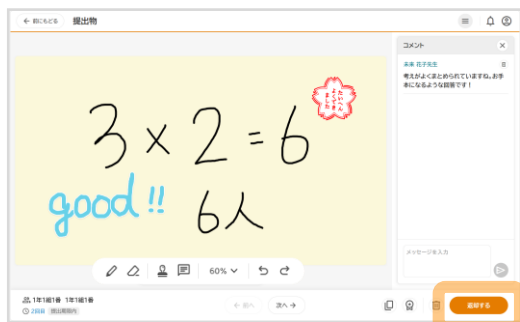 前にもどる 提出物
コメント
未来 花子先生
考えがよくまとめられていますね。お手
本になるような回答です！
たいへん
よくでき
ました
3×2=6
good!!
6人
60%
メッセージを入力
1年1組1番 1年1組1番
2回目 提出期限内
前へ
次へ
返却する